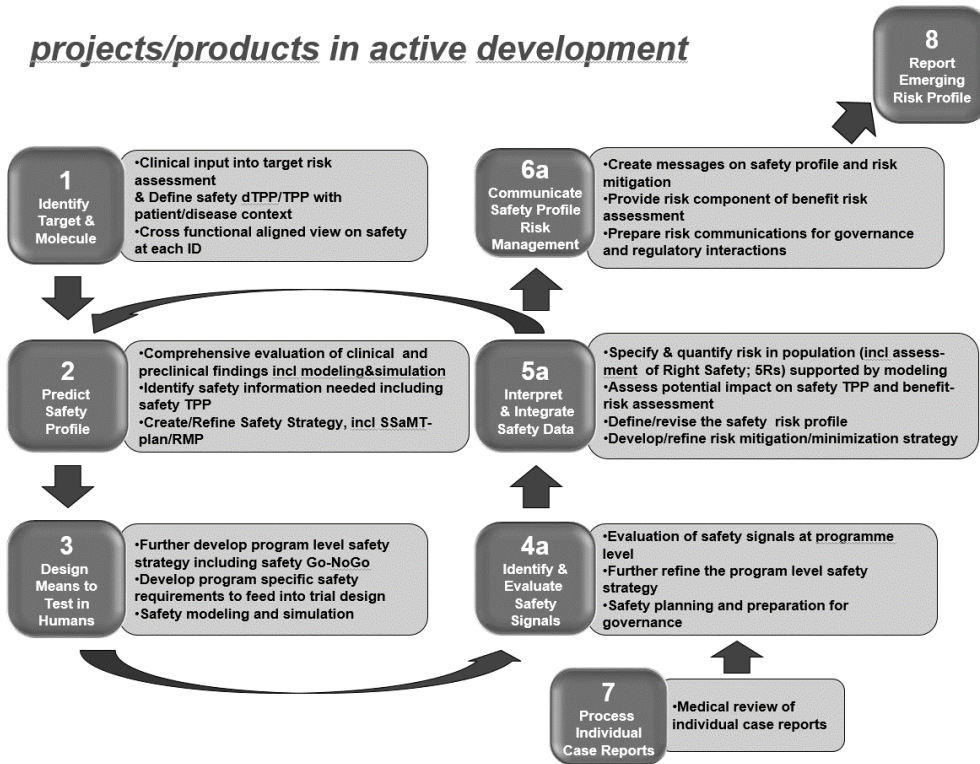 projects/products in active development
8
Report
Emerging
Risk Profile
1
Identify
Target &
Molecule
•Clinical input into target risk
assessment
& Define safety dTPP/TPP with
patient/disease context
•Cross functional aligned view on safety
at each ID
6a
Communicate
Safety Profile
Risk
Management
•Create messages on safety profile and risk
mitigation
•Provide risk component of benefit risk
assessment
•Prepare risk communications for governance
and regulatory interactions
2
Predict
Safety
Profile
•Comprehensive evaluation of clinical and
preclinical findings incl modeling&simulation
•Identify safety information needed including
safety TPP
•Create/Refine Safety Strategy, incl SSaMT-
plan/RMP
5a
Interpret
& Integrate
Safety Data
•Specify & quantify risk in population (incl assess-
ment of Right Safety; 5Rs) supported by modeling
•Assess potential impact on safety TPP and benefit-
risk assessment
•Define/revise the safety risk profile
•Develop/refine risk mitigation/minimization strategy
3
Design
Means to
Test in
Humans
•Further develop program level safety
strategy including safety Go-NoGo
•Develop program specific safety
requirements to feed into trial design
•Safety modeling and simulation
4a
Identify &
Evaluate
Safety
Signals
•Evaluation of safety signals at programme
level
•Further refine the program level safety
strategy
•Safety planning and preparation for
governance
7
Process
Individual
Case Reports
•Medical review of
individual case reports